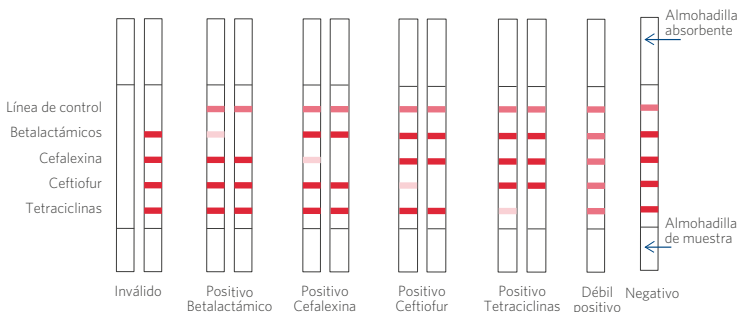 Almohadilla
absorbente
Línea de control
Betalactámicos
Cefalexina
Ceftiofur
Tetraciclinas
Almohadilla
de muestra
Inválido
Positivo
Betalactámico
Positivo
Cefalexina
Positivo
Ceftiofur
Positivo
Tetraciclinas
Débil
positivo
Negativo